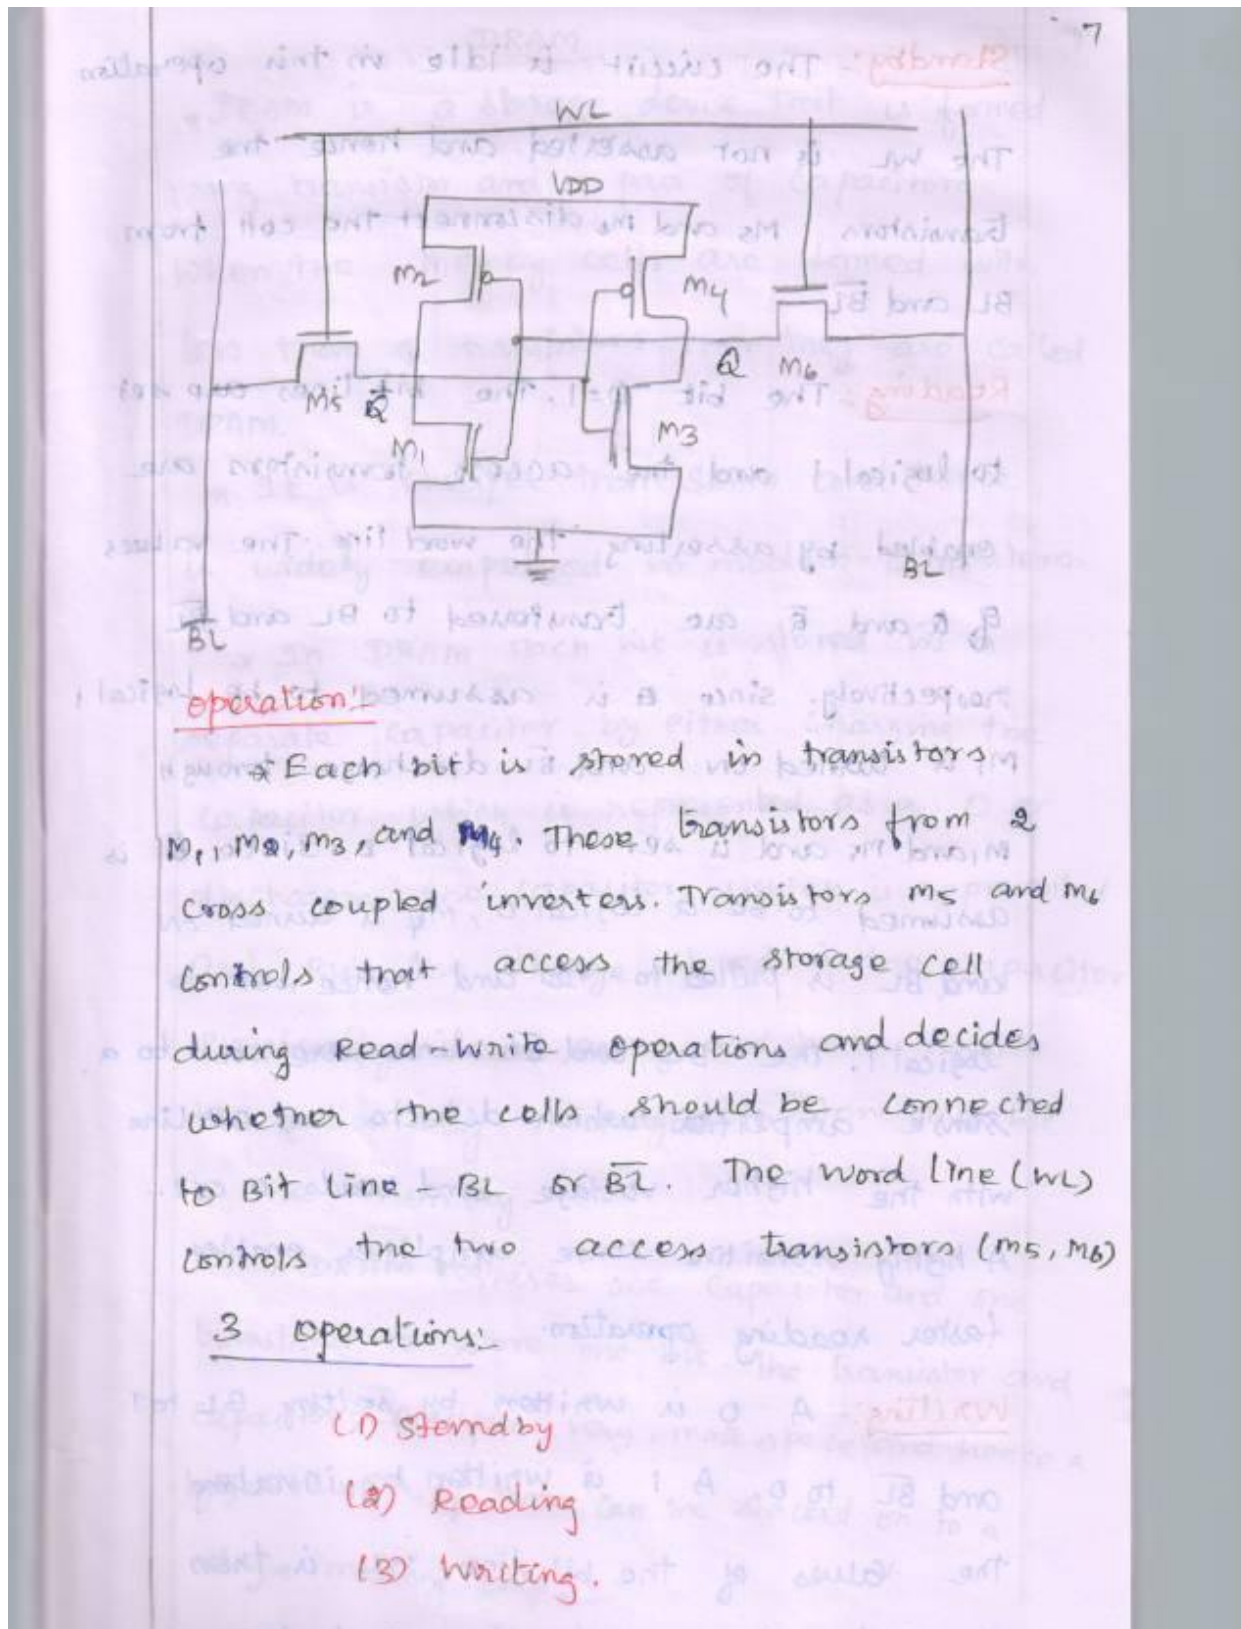 7
WL
VDD
M2
M4
Q M6
M5 Q̅
M1
M3
BL
B̅L̅
operation:-
* Each bit is stored in transistors
M1, M2, M3, and M4. These transistors from 2
cross coupled inverters. Transistors M5 and M6
controls that access the storage cell
during Read-write operations and decides
whether the cells should be connected
to Bit Line - BL or B̅L̅. The word line (WL)
controls the two access transistors (M5, M6)
3 operations:-
(1) Standby
(2) Reading
(3) Writing.